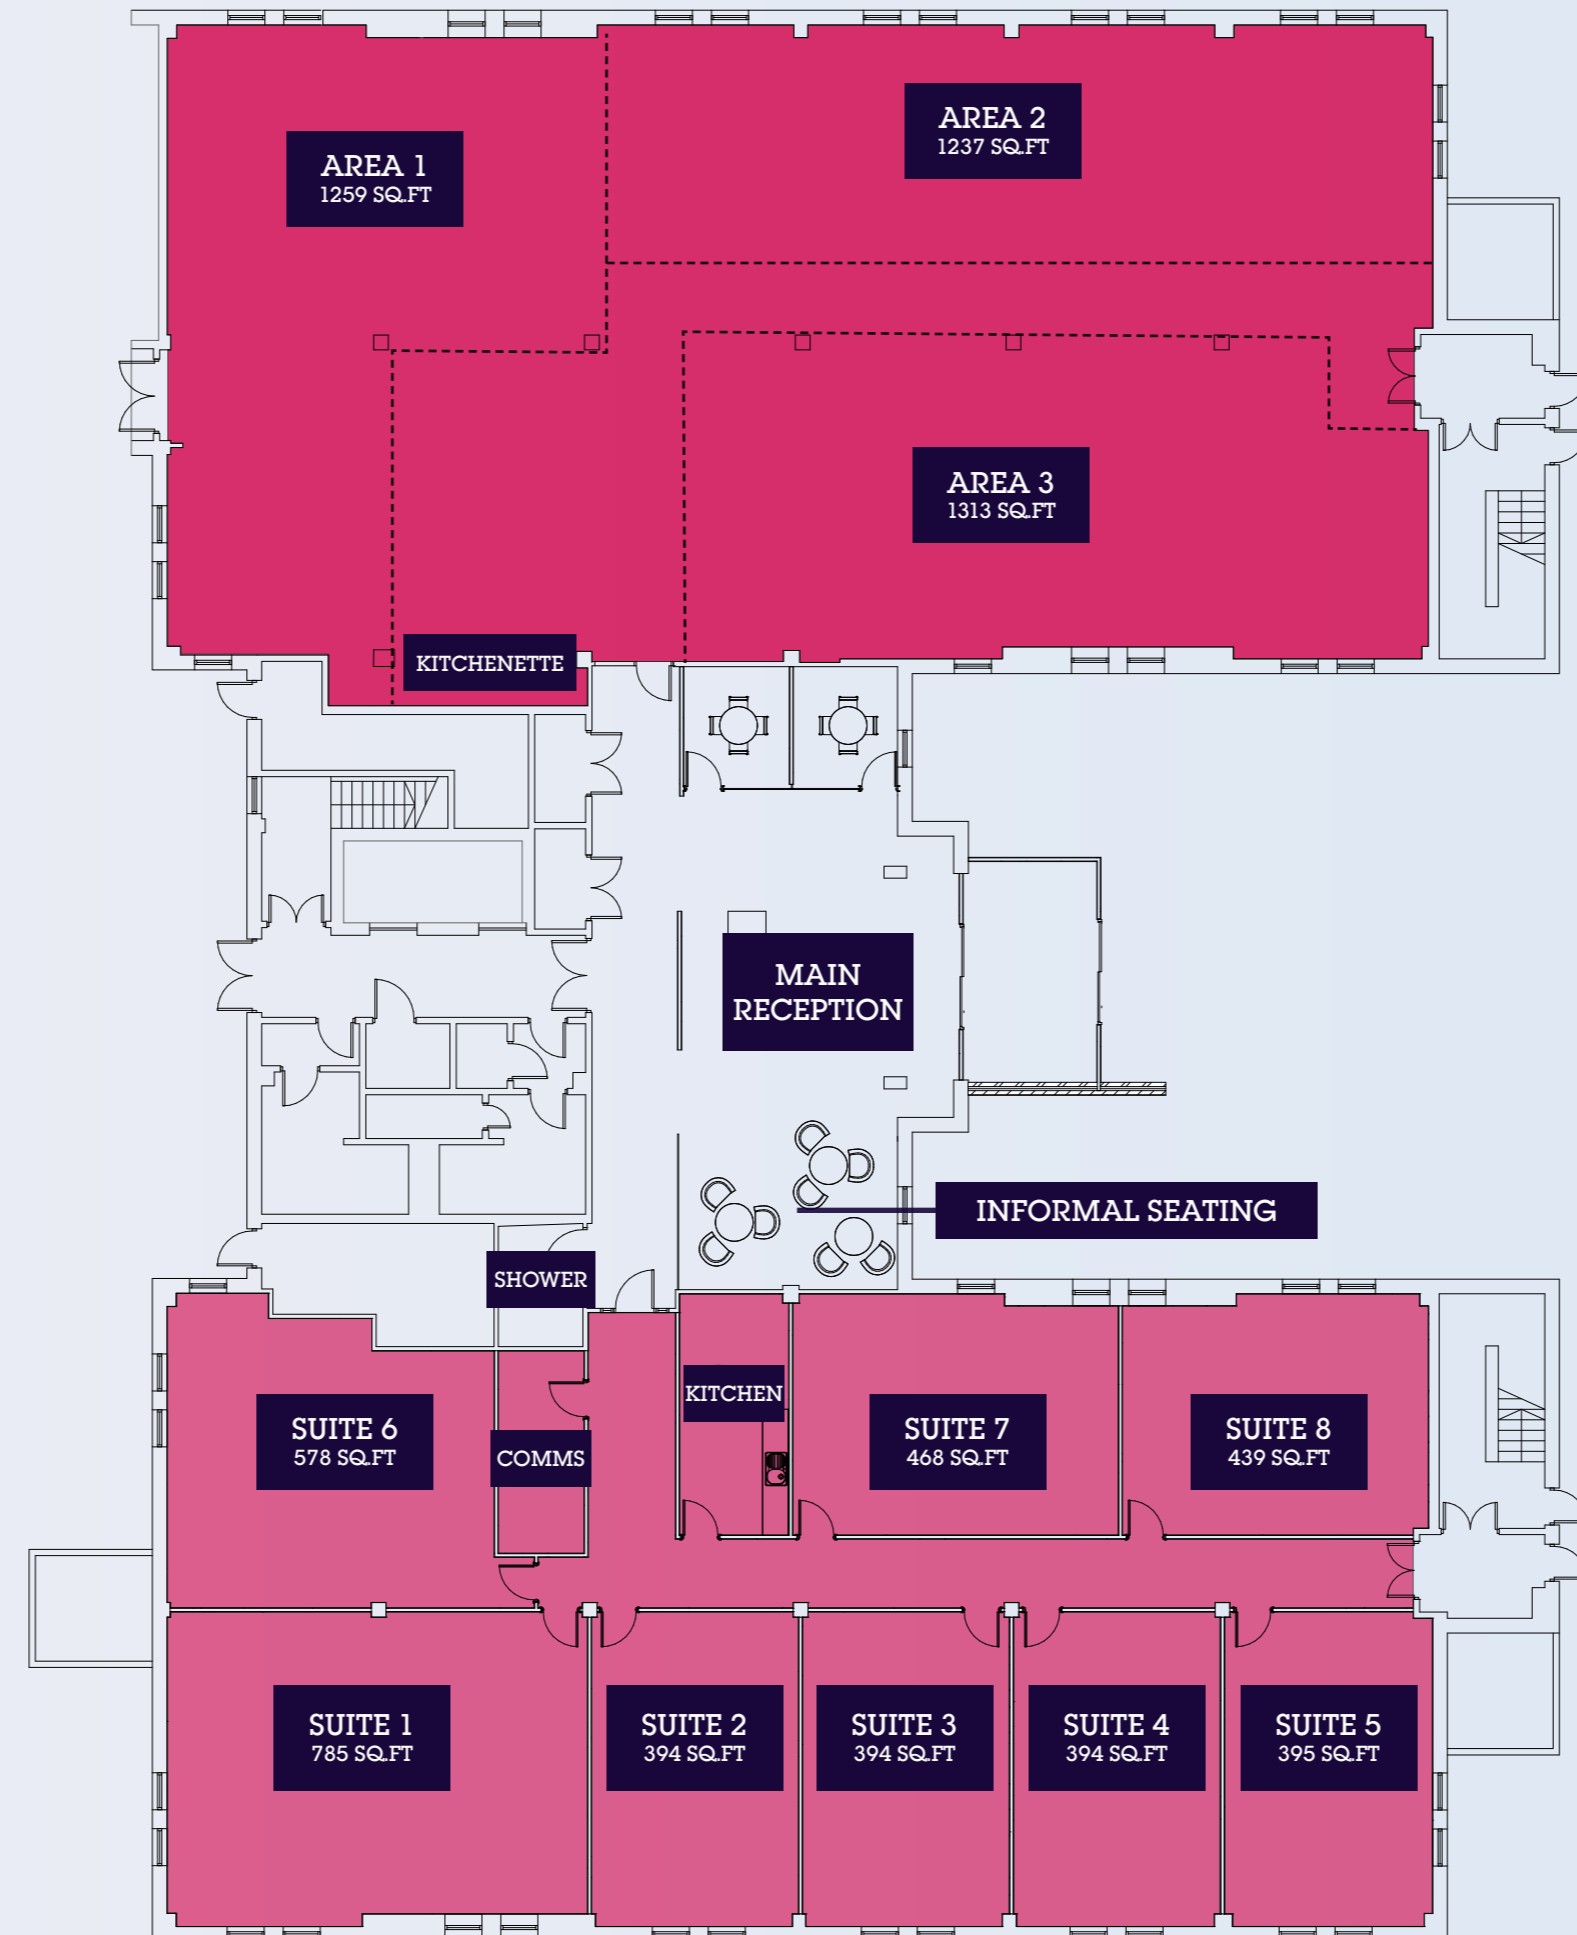 AREA 1
1259 SQ.FT
AREA 2
1237 SQ.FT
AREA 3
1313 SQ.FT
KITCHENETTE
MAIN
RECEPTION
INFORMAL SEATING
SHOWER
KITCHEN
COMMS
SUITE 6
578 SQ.FT
SUITE 7
468 SQ.FT
SUITE 8
439 SQ.FT
SUITE 1
785 SQ.FT
SUITE 2
394 SQ.FT
SUITE 3
394 SQ.FT
SUITE 4
394 SQ.FT
SUITE 5
395 SQ.FT